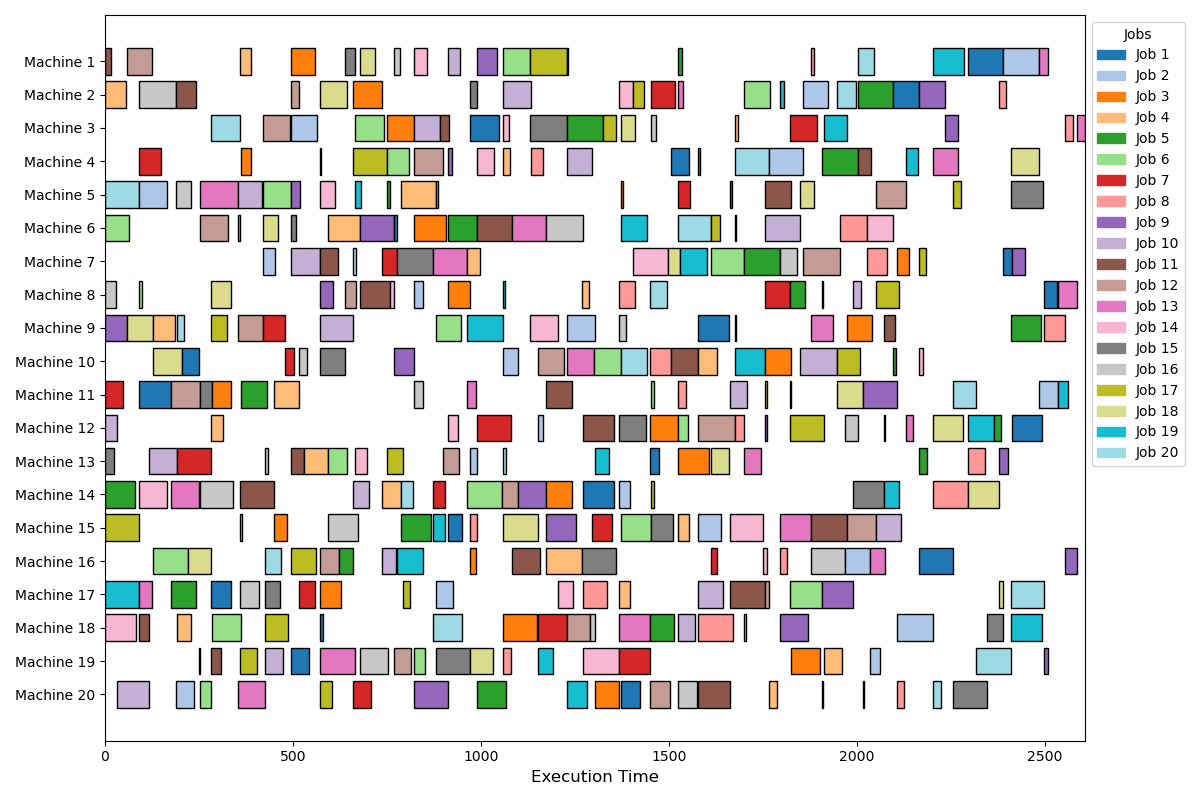 Machine 1
Machine 2
Machine 3
Machine 4
Machine 5
Machine 6
Machine 7
Machine 8
Machine 9
Machine 10
Machine 11
Machine 12
Machine 13
Machine 14
Machine 15
Machine 16
Machine 17
Machine 18
Machine 19
Machine 20
0 500 1000 1500 2000 2500
Execution Time
Jobs
Job 1
Job 2
Job 3
Job 4
Job 5
Job 6
Job 7
Job 8
Job 9
Job 10
Job 11
Job 12
Job 13
Job 14
Job 15
Job 16
Job 17
Job 18
Job 19
Job 20